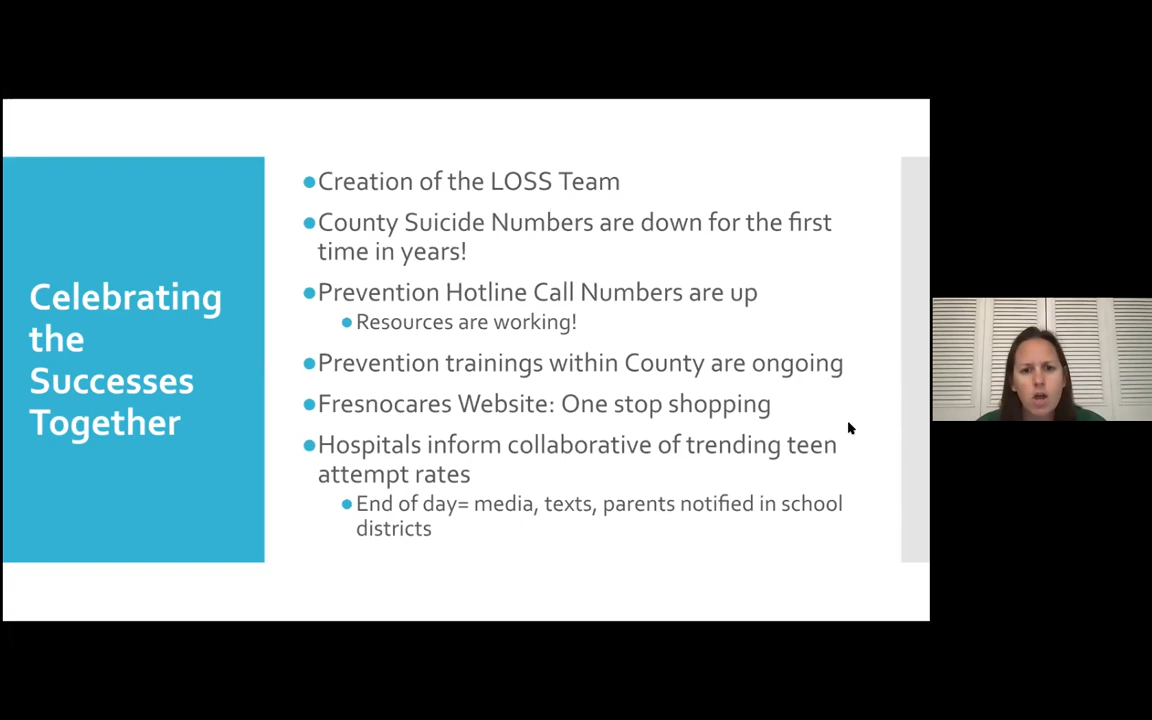 Celebrating
the
Successes
Together
●Creation of the LOSS Team
●County Suicide Numbers are down for the first
time in years!
●Prevention Hotline Call Numbers are up
●Resources are working!
●Prevention trainings within County are ongoing
●Fresnocares Website: One stop shopping
●Hospitals inform collaborative of trending teen
attempt rates
●End of day= media, texts, parents notified in school
districts